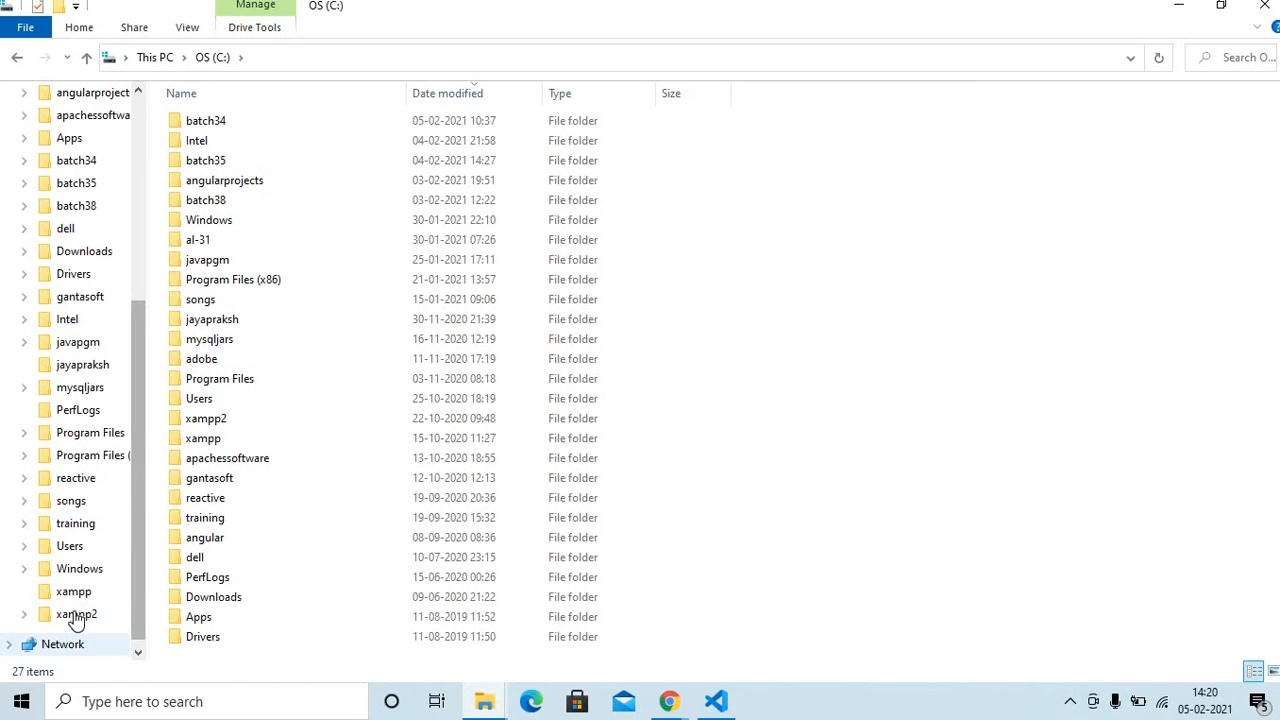 Manage
OS (C:)
File
Home
Share
View
Drive Tools
This PC
OS (C:)
Search O...
angularproject
apachessoftwa
Apps
batch34
batch35
batch38
dell
Downloads
Drivers
gantasoft
Intel
javapgm
jayapraksh
mysqljars
PerfLogs
Program Files
Program Files (
reactive
songs
training
Users
Windows
xampp
xampp2
Network
Name Date modified Type Size
batch34 05-02-2021 10:37 File folder
Intel 04-02-2021 21:58 File folder
batch35 04-02-2021 14:27 File folder
angularprojects 03-02-2021 19:51 File folder
batch38 03-02-2021 12:22 File folder
Windows 30-01-2021 22:10 File folder
al-31 30-01-2021 07:26 File folder
javapgm 25-01-2021 17:11 File folder
Program Files (x86) 21-01-2021 13:57 File folder
songs 15-01-2021 09:06 File folder
jayapraksh 30-11-2020 21:39 File folder
mysqljars 16-11-2020 12:19 File folder
adobe 11-11-2020 17:19 File folder
Program Files 03-11-2020 08:18 File folder
Users 25-10-2020 18:19 File folder
xampp2 22-10-2020 09:48 File folder
xampp 15-10-2020 11:27 File folder
apachessoftware 13-10-2020 18:55 File folder
gantasoft 12-10-2020 12:13 File folder
reactive 19-09-2020 20:36 File folder
training 19-09-2020 15:32 File folder
angular 08-09-2020 08:36 File folder
dell 10-07-2020 23:15 File folder
PerfLogs 15-06-2020 00:26 File folder
Downloads 09-06-2020 21:22 File folder
Apps 11-08-2019 11:52 File folder
Drivers 11-08-2019 11:50 File folder
27 items
Type here to search
14:20
05-02-2021
5